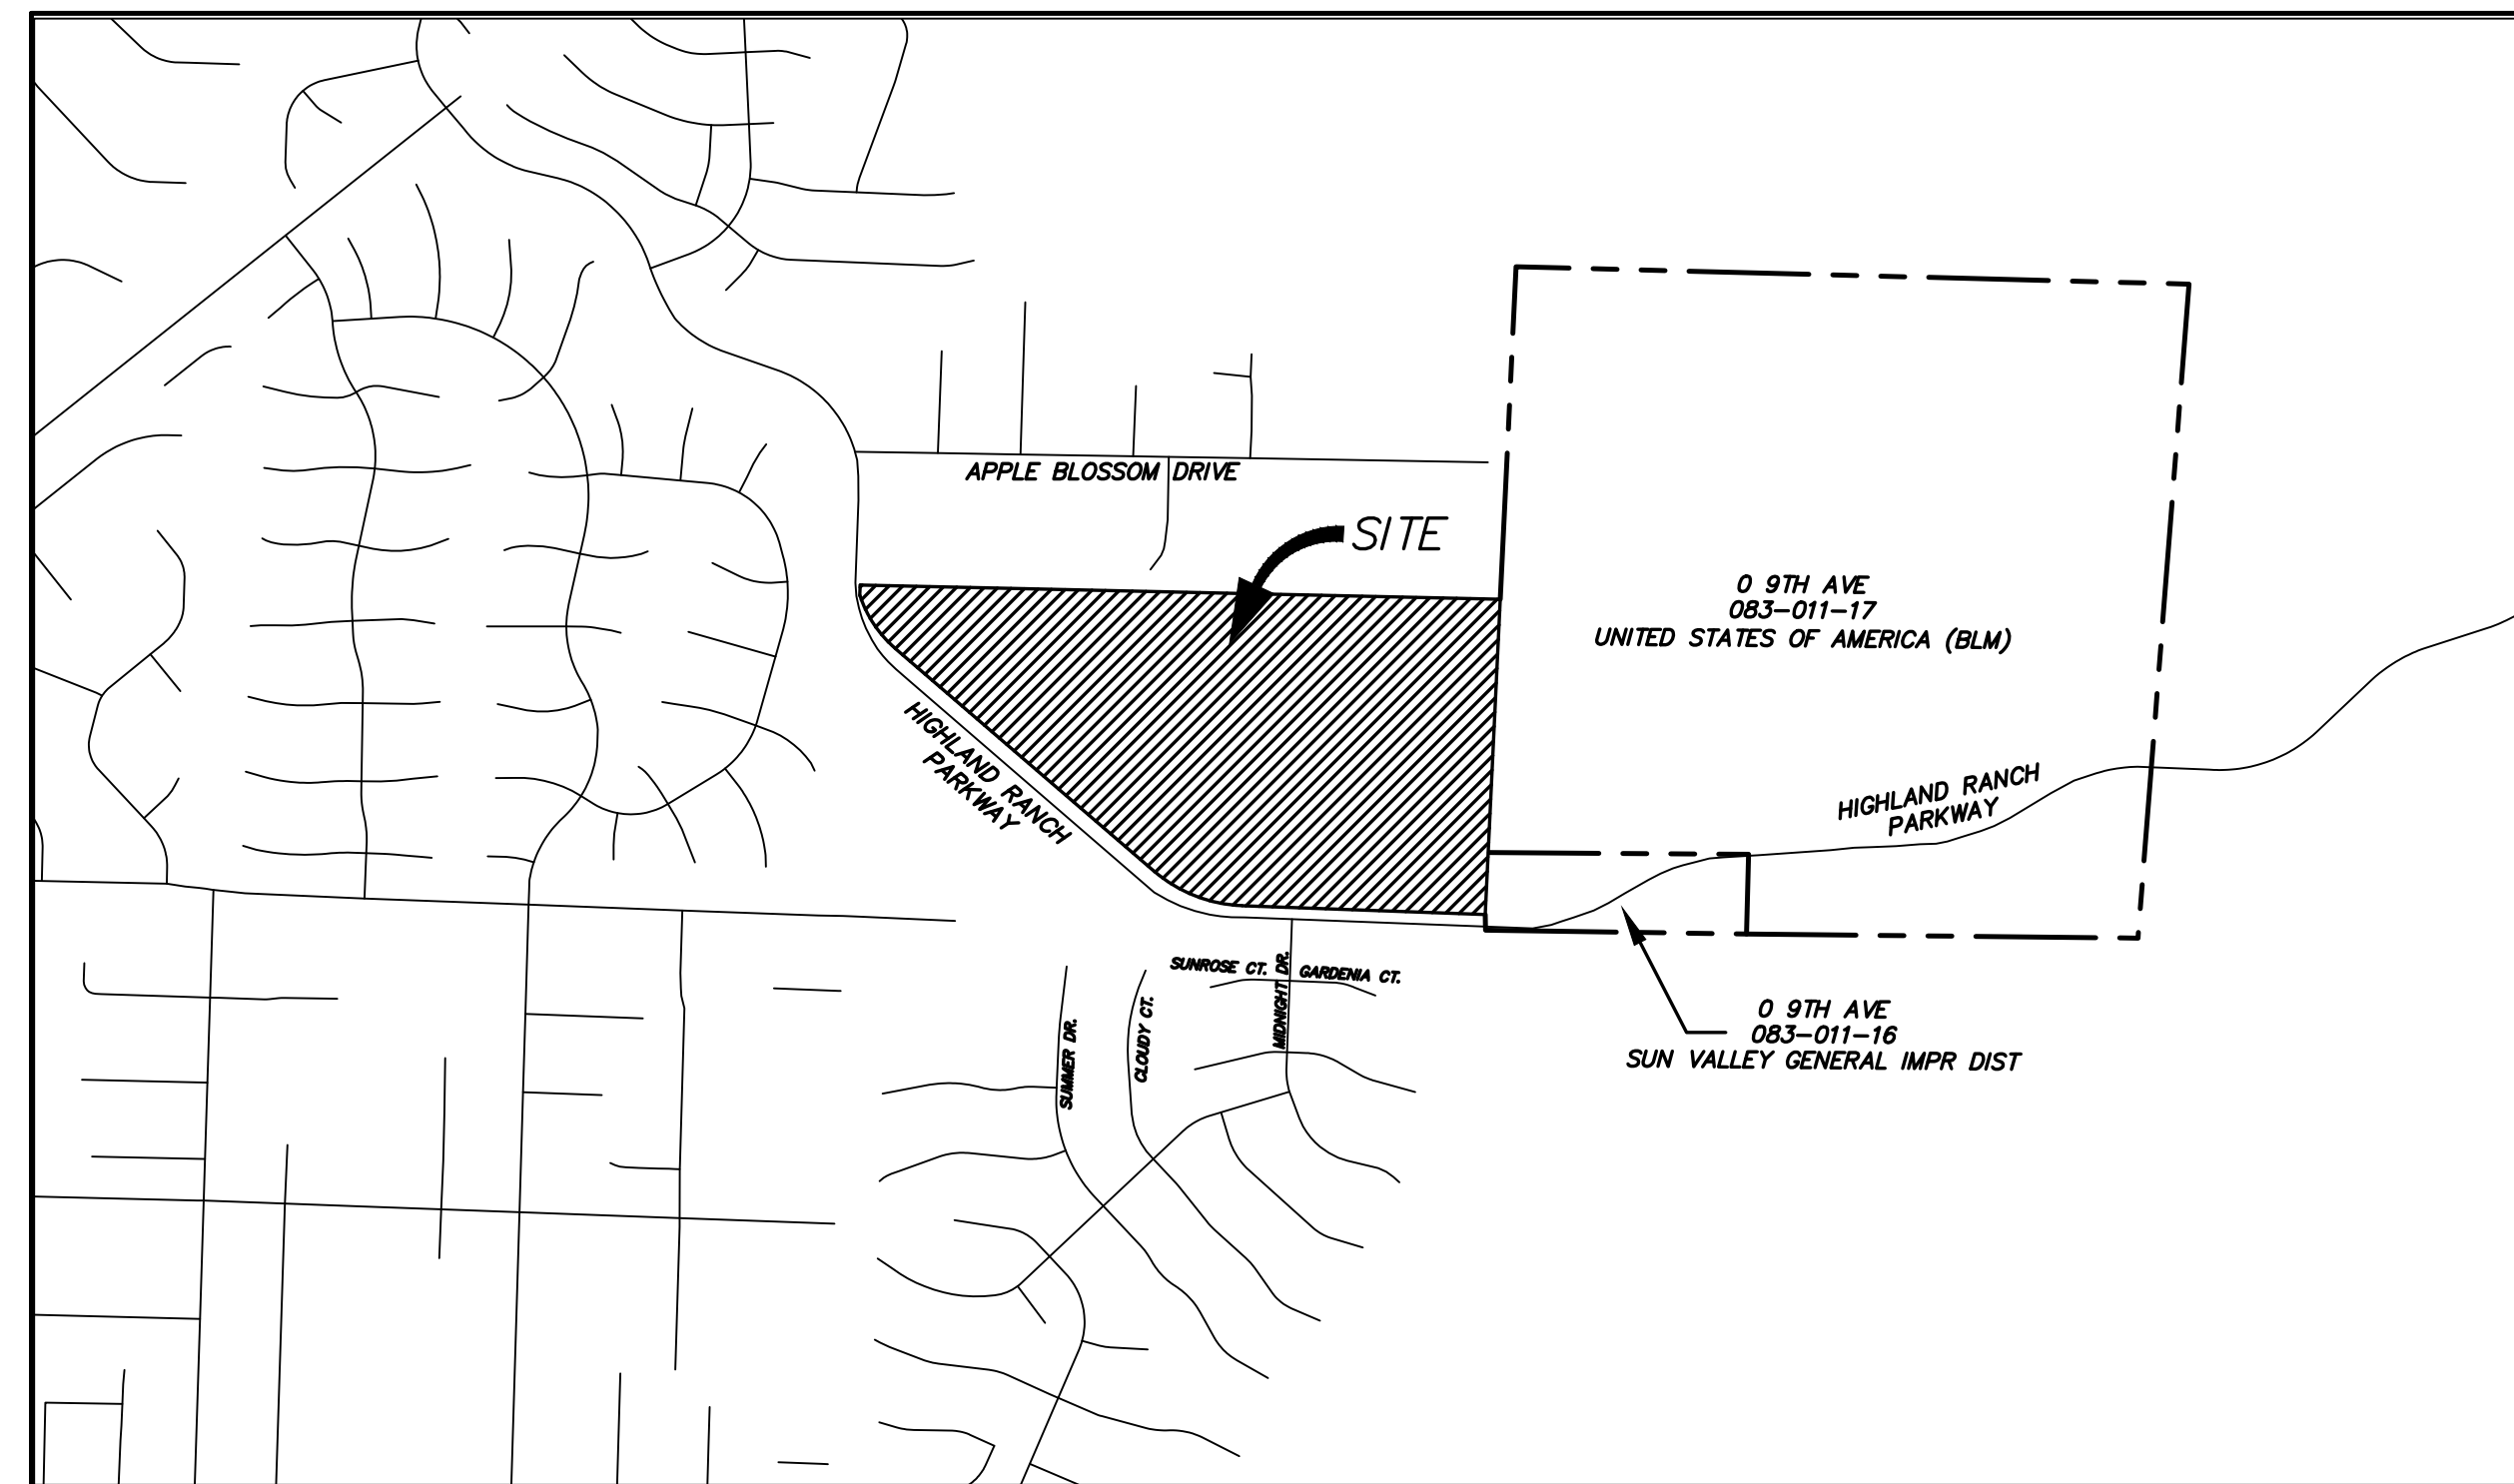 APPLE BLOSSOM DRIVE
SITE
0 9TH AVE
083-011-17
UNITED STATES OF AMERICA (BLM)
HIGHLAND RANCH
PARKWAY
HIGHLAND RANCH
PARKWAY
SUNROSE CT.
MIDNIGHT DR.
GARDENIA CT.
SUMMER DR.
CLOUDY CT.
0 9TH AVE
083-011-16
SUN VALLEY GENERAL IMPR DIST